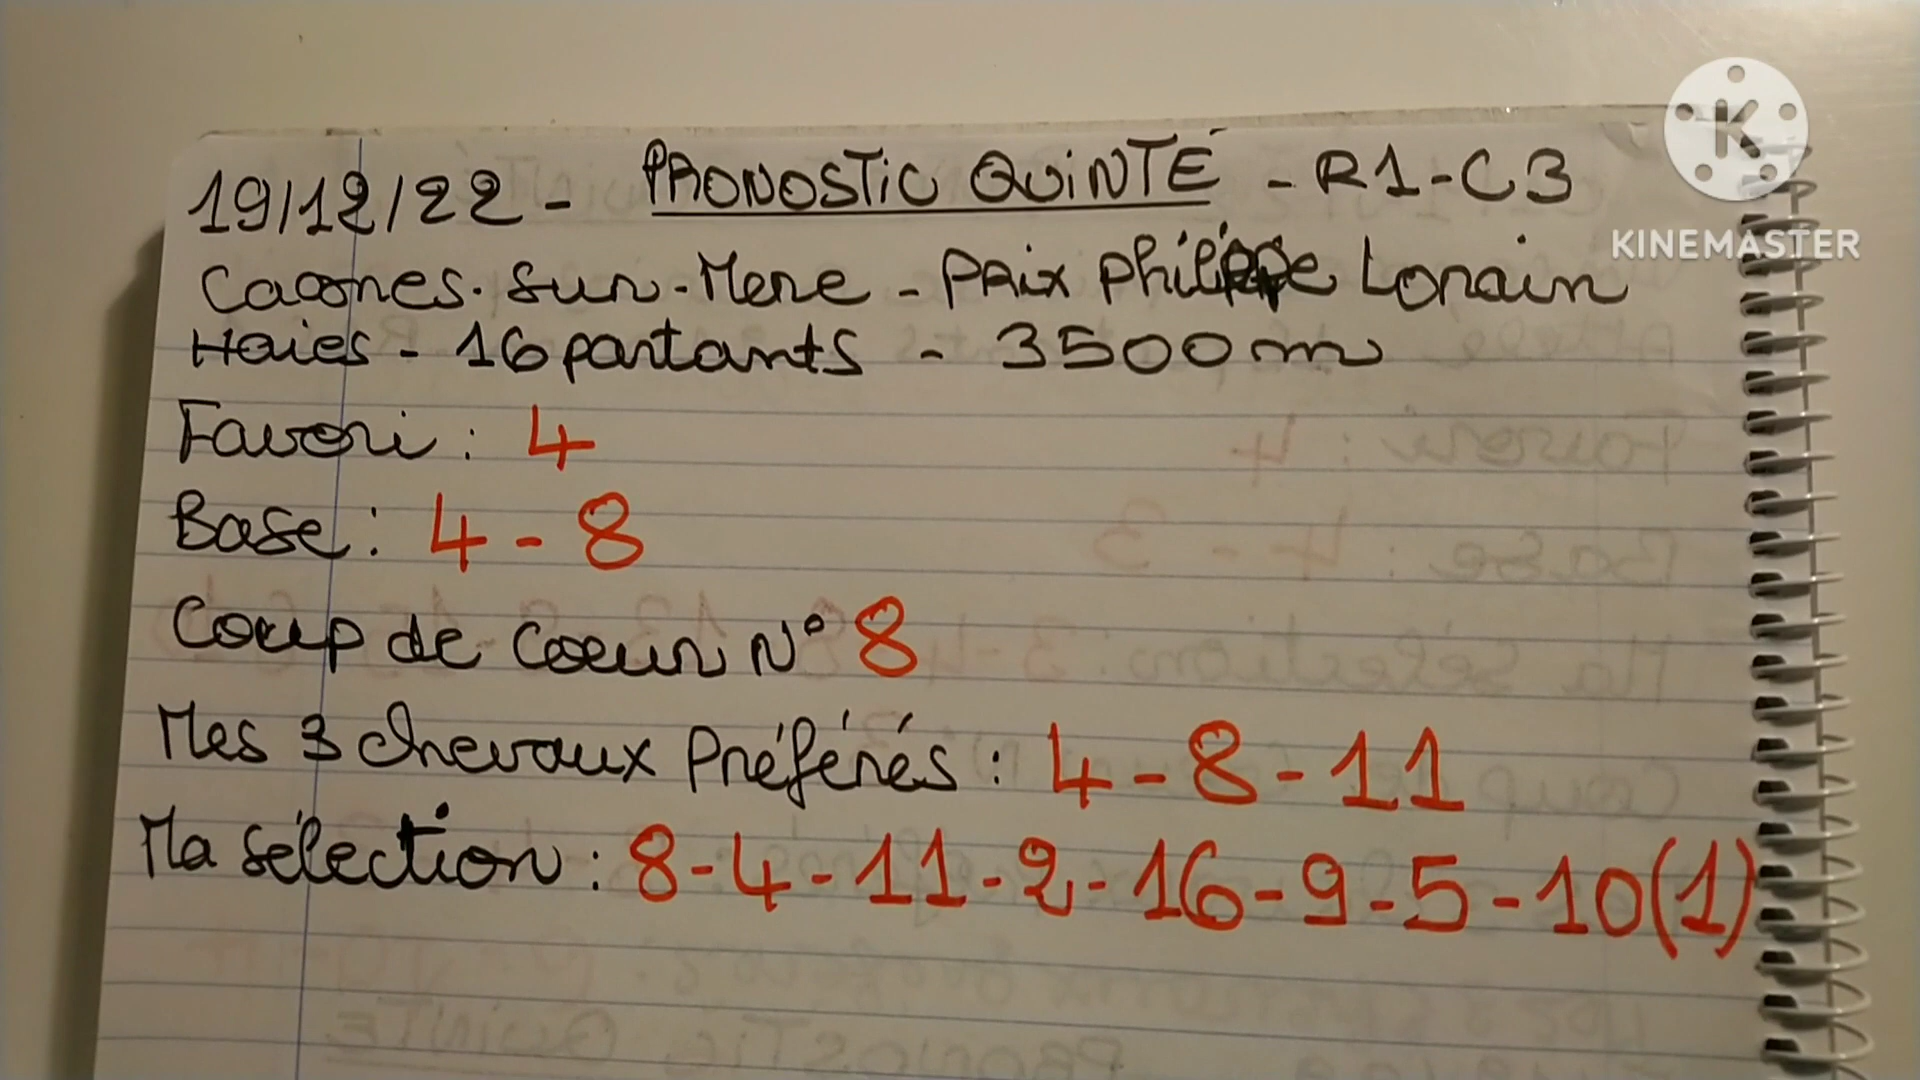 19/12/22 - PRONOSTIC QUINTÉ - R1-C3
KINEMASTER
Cagnes-sur-Mere - Prix Philippe Lorain
Haies - 16 partants - 3500m
Favori : 4
Base : 4 - 8
Coup de coeur N° 8
Mes 3 chevaux Préférés : 4 - 8 - 11
Ma sélection : 8 - 4 - 11 - 2 - 16 - 9 - 5 - 10 (1)